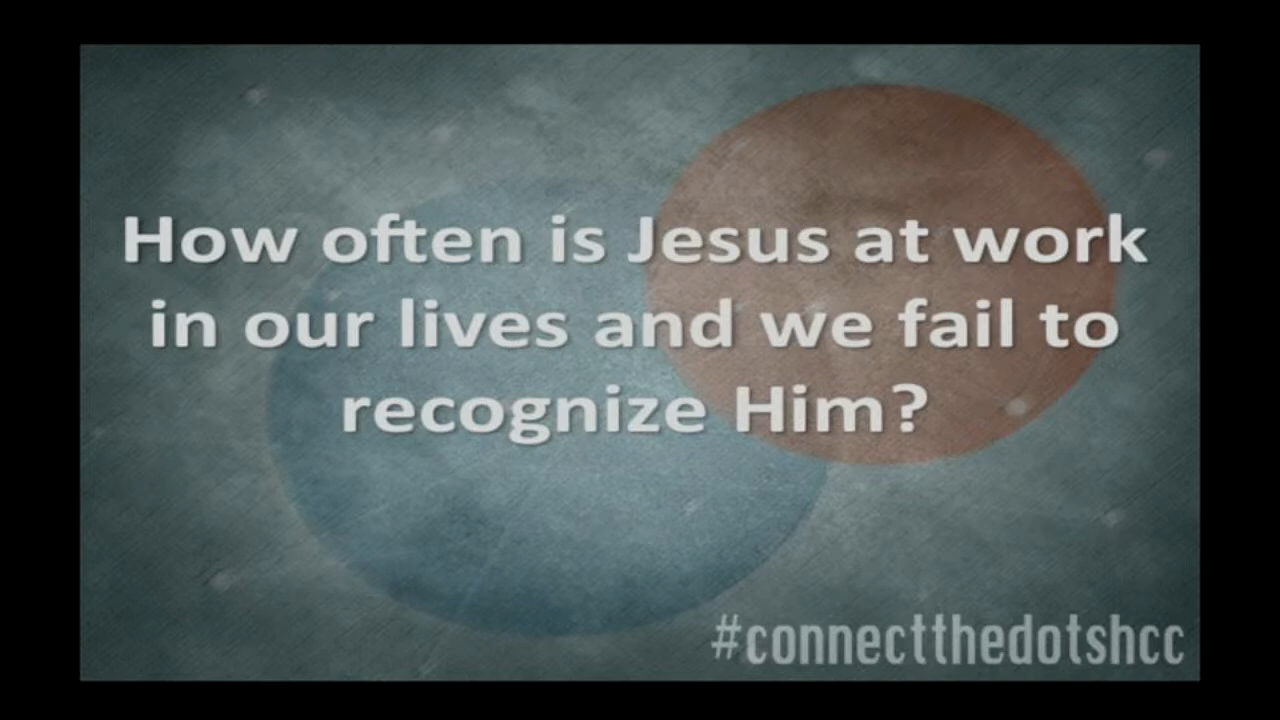 How often is Jesus at work
in our lives and we fail to
recognize Him?
#connectthedotshcc